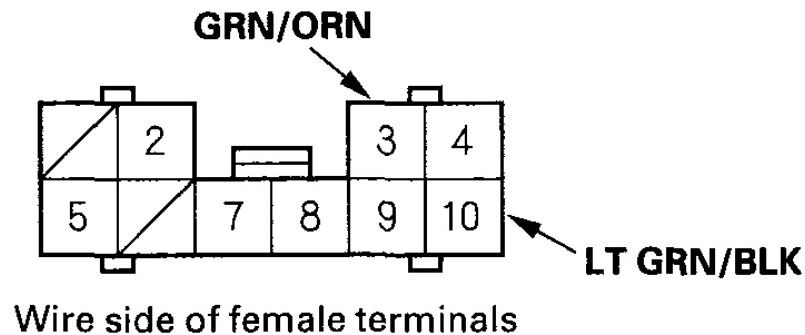 GRN/ORN
2 3 4
5 7 8 9 10
LT GRN/BLK
Wire side of female terminals